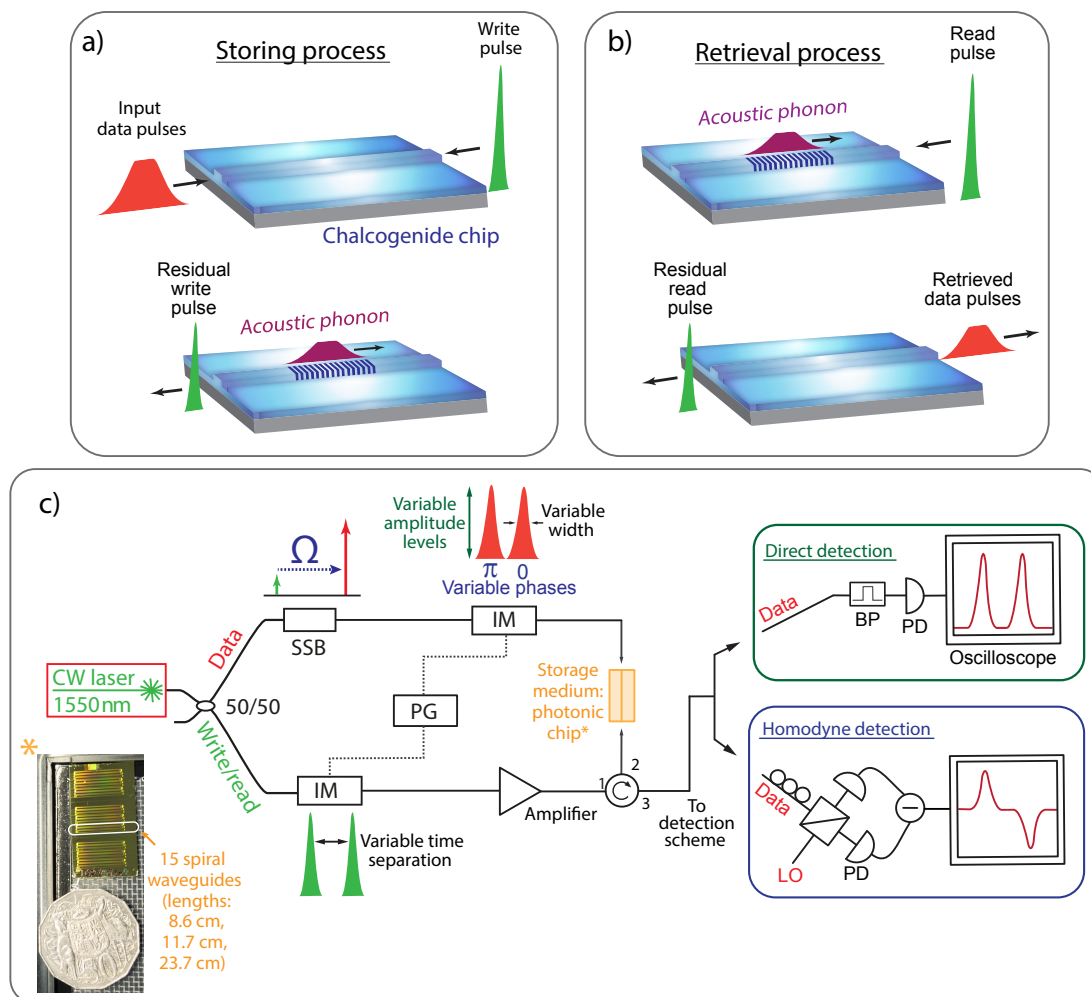 a)
Storing process
Write
pulse
Input
data pulses
Chalcogenide chip
Residual
write
pulse
Acoustic phonon
b)
Retrieval process
Read
pulse
Acoustic phonon
Residual
read
pulse
Retrieved
data pulses
c)
Ω
Variable
amplitude
levels
Variable
width
π 0
Variable phases
Data
SSB
IM
CW laser
1550nm
50/50
PG
Storage
medium:
photonic
chip*
Write/read
IM
Variable time
separation
Amplifier
1
2
3
To
detection
scheme
Direct detection
Data
BP
PD
Oscilloscope
Homodyne detection
Data
LO
PD
*
15 spiral
waveguides
(lengths:
8.6 cm,
11.7 cm,
23.7 cm)
50